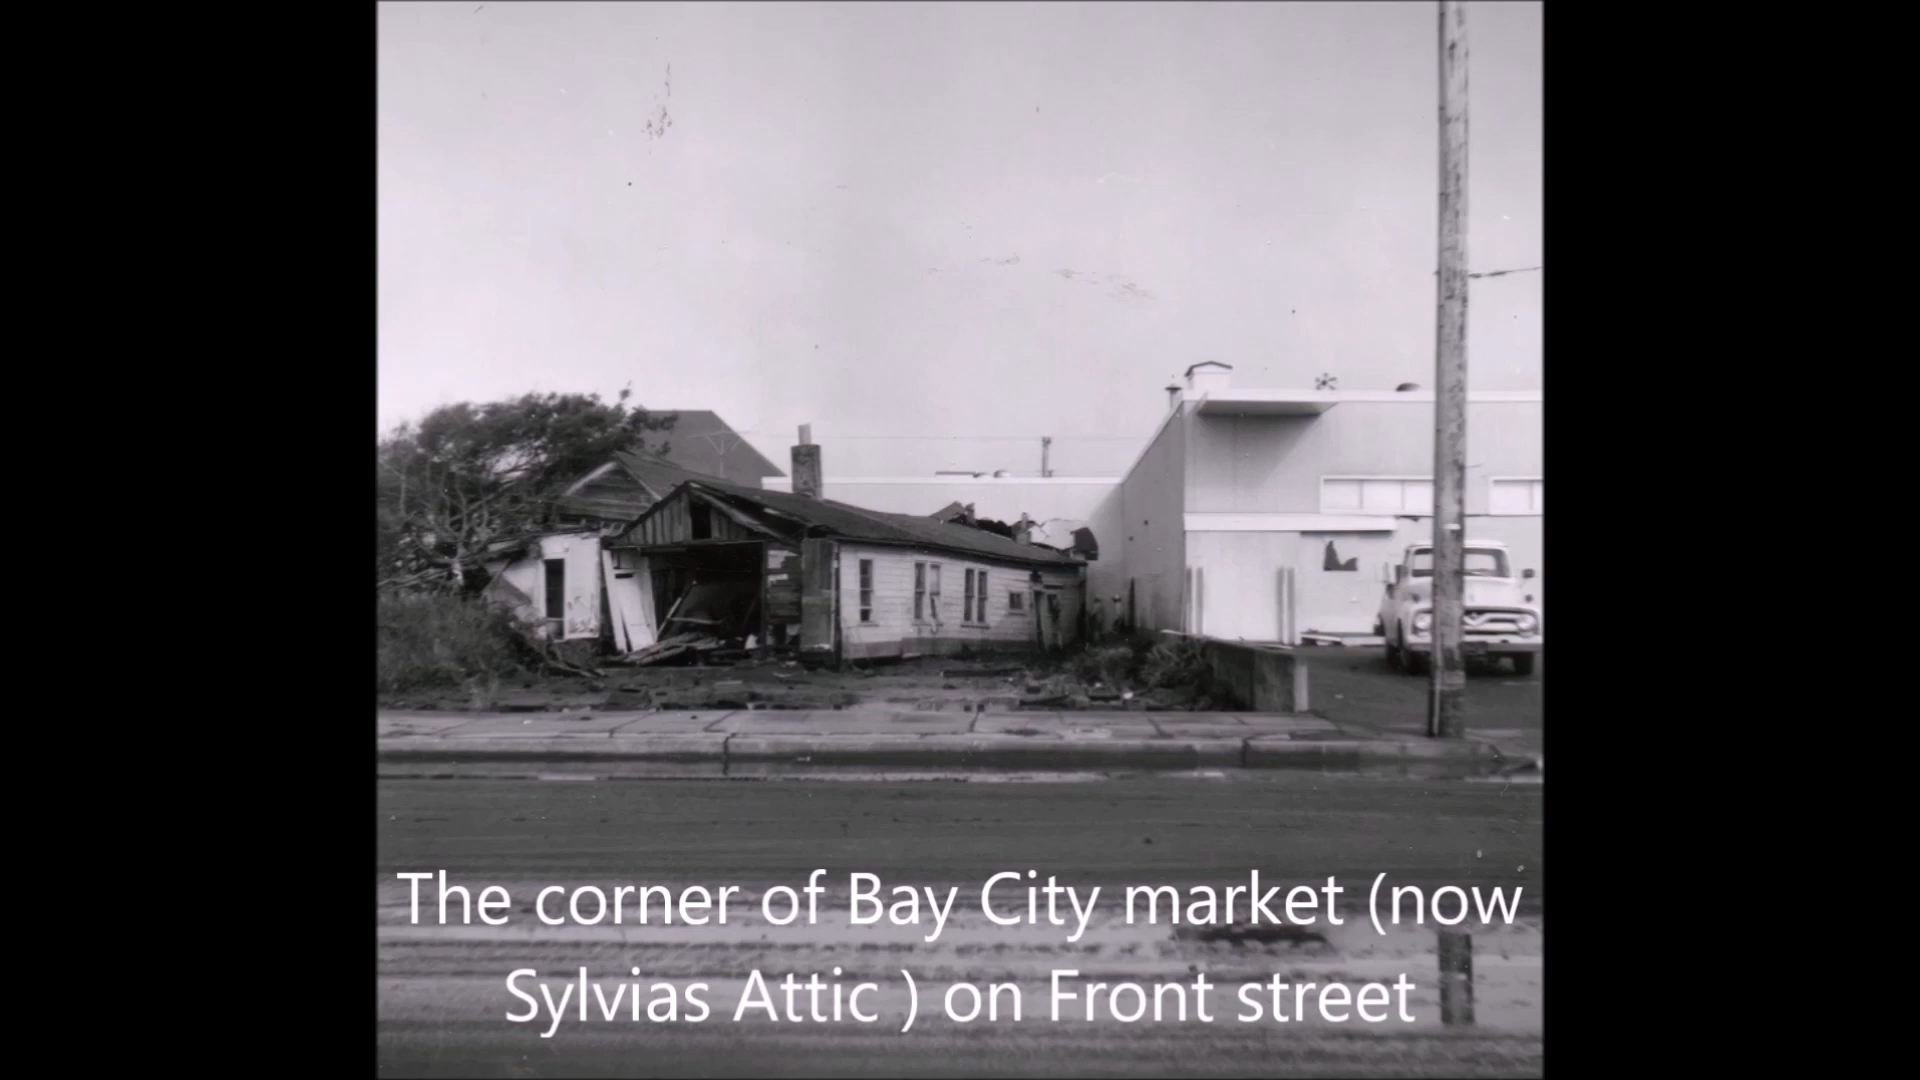 The corner of Bay City market (now
Sylvias Attic ) on Front street